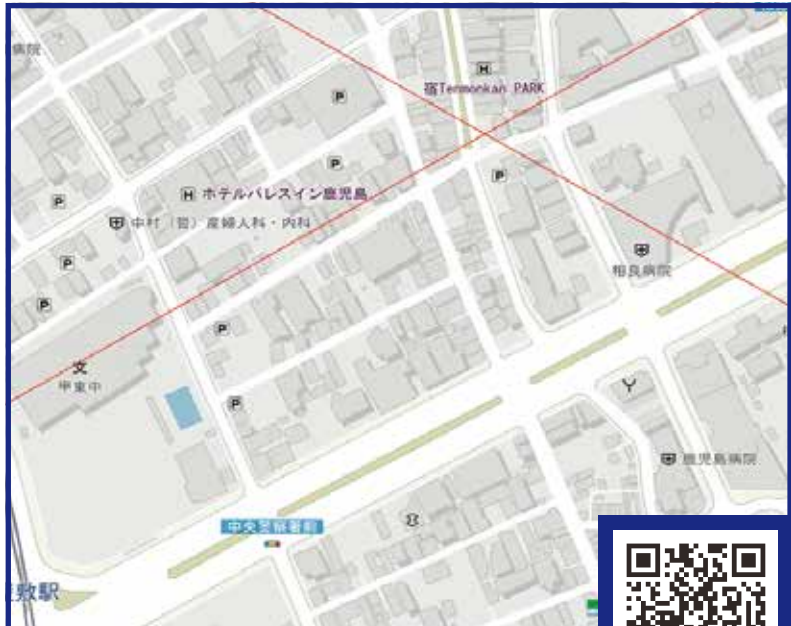 病院
宿Tenmonkan PARK
H
P
P
H ホテルパレスイン鹿児島
P
P
中村（哲）産婦人科・内科
P
相良病院
P
P
文
甲東中
P
鹿児島病院
中央警察署前
敷駅